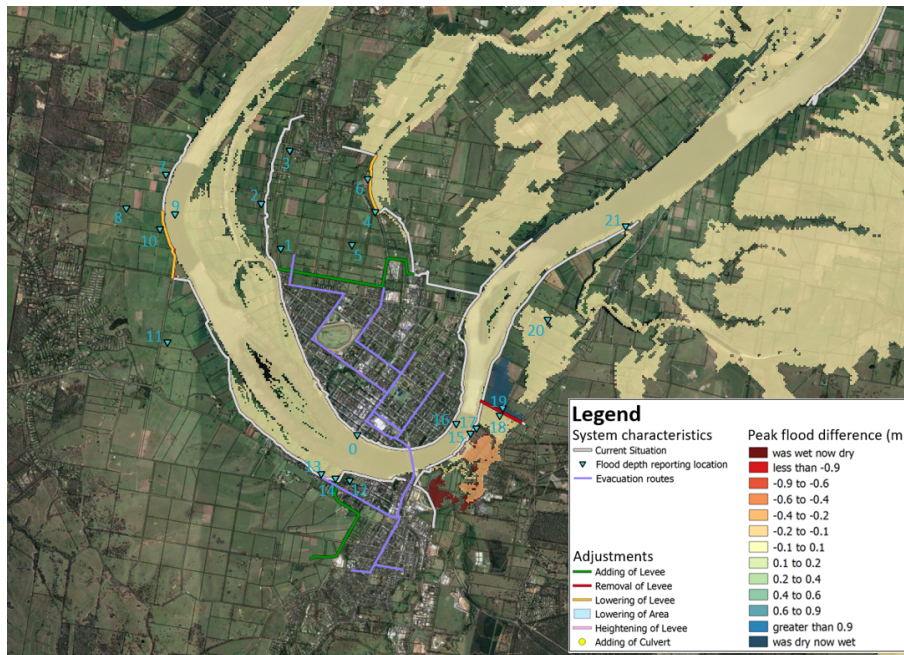 3
7
6
2
8
9
4
10
21
1
5
20
11
19
16
17
18
15
0
13
14
12
Legend
System characteristics
Current Situation
Flood depth reporting location
Evacuation routes
Adjustments
Adding of Levee
Removal of Levee
Lowering of Levee
Lowering of Area
Heightening of Levee
Adding of Culvert
Peak flood difference (m
was wet now dry
less than -0.9
-0.9 to -0.6
-0.6 to -0.4
-0.4 to -0.2
-0.2 to -0.1
-0.1 to 0.1
0.1 to 0.2
0.2 to 0.4
0.4 to 0.6
0.6 to 0.9
greater than 0.9
was dry now wet